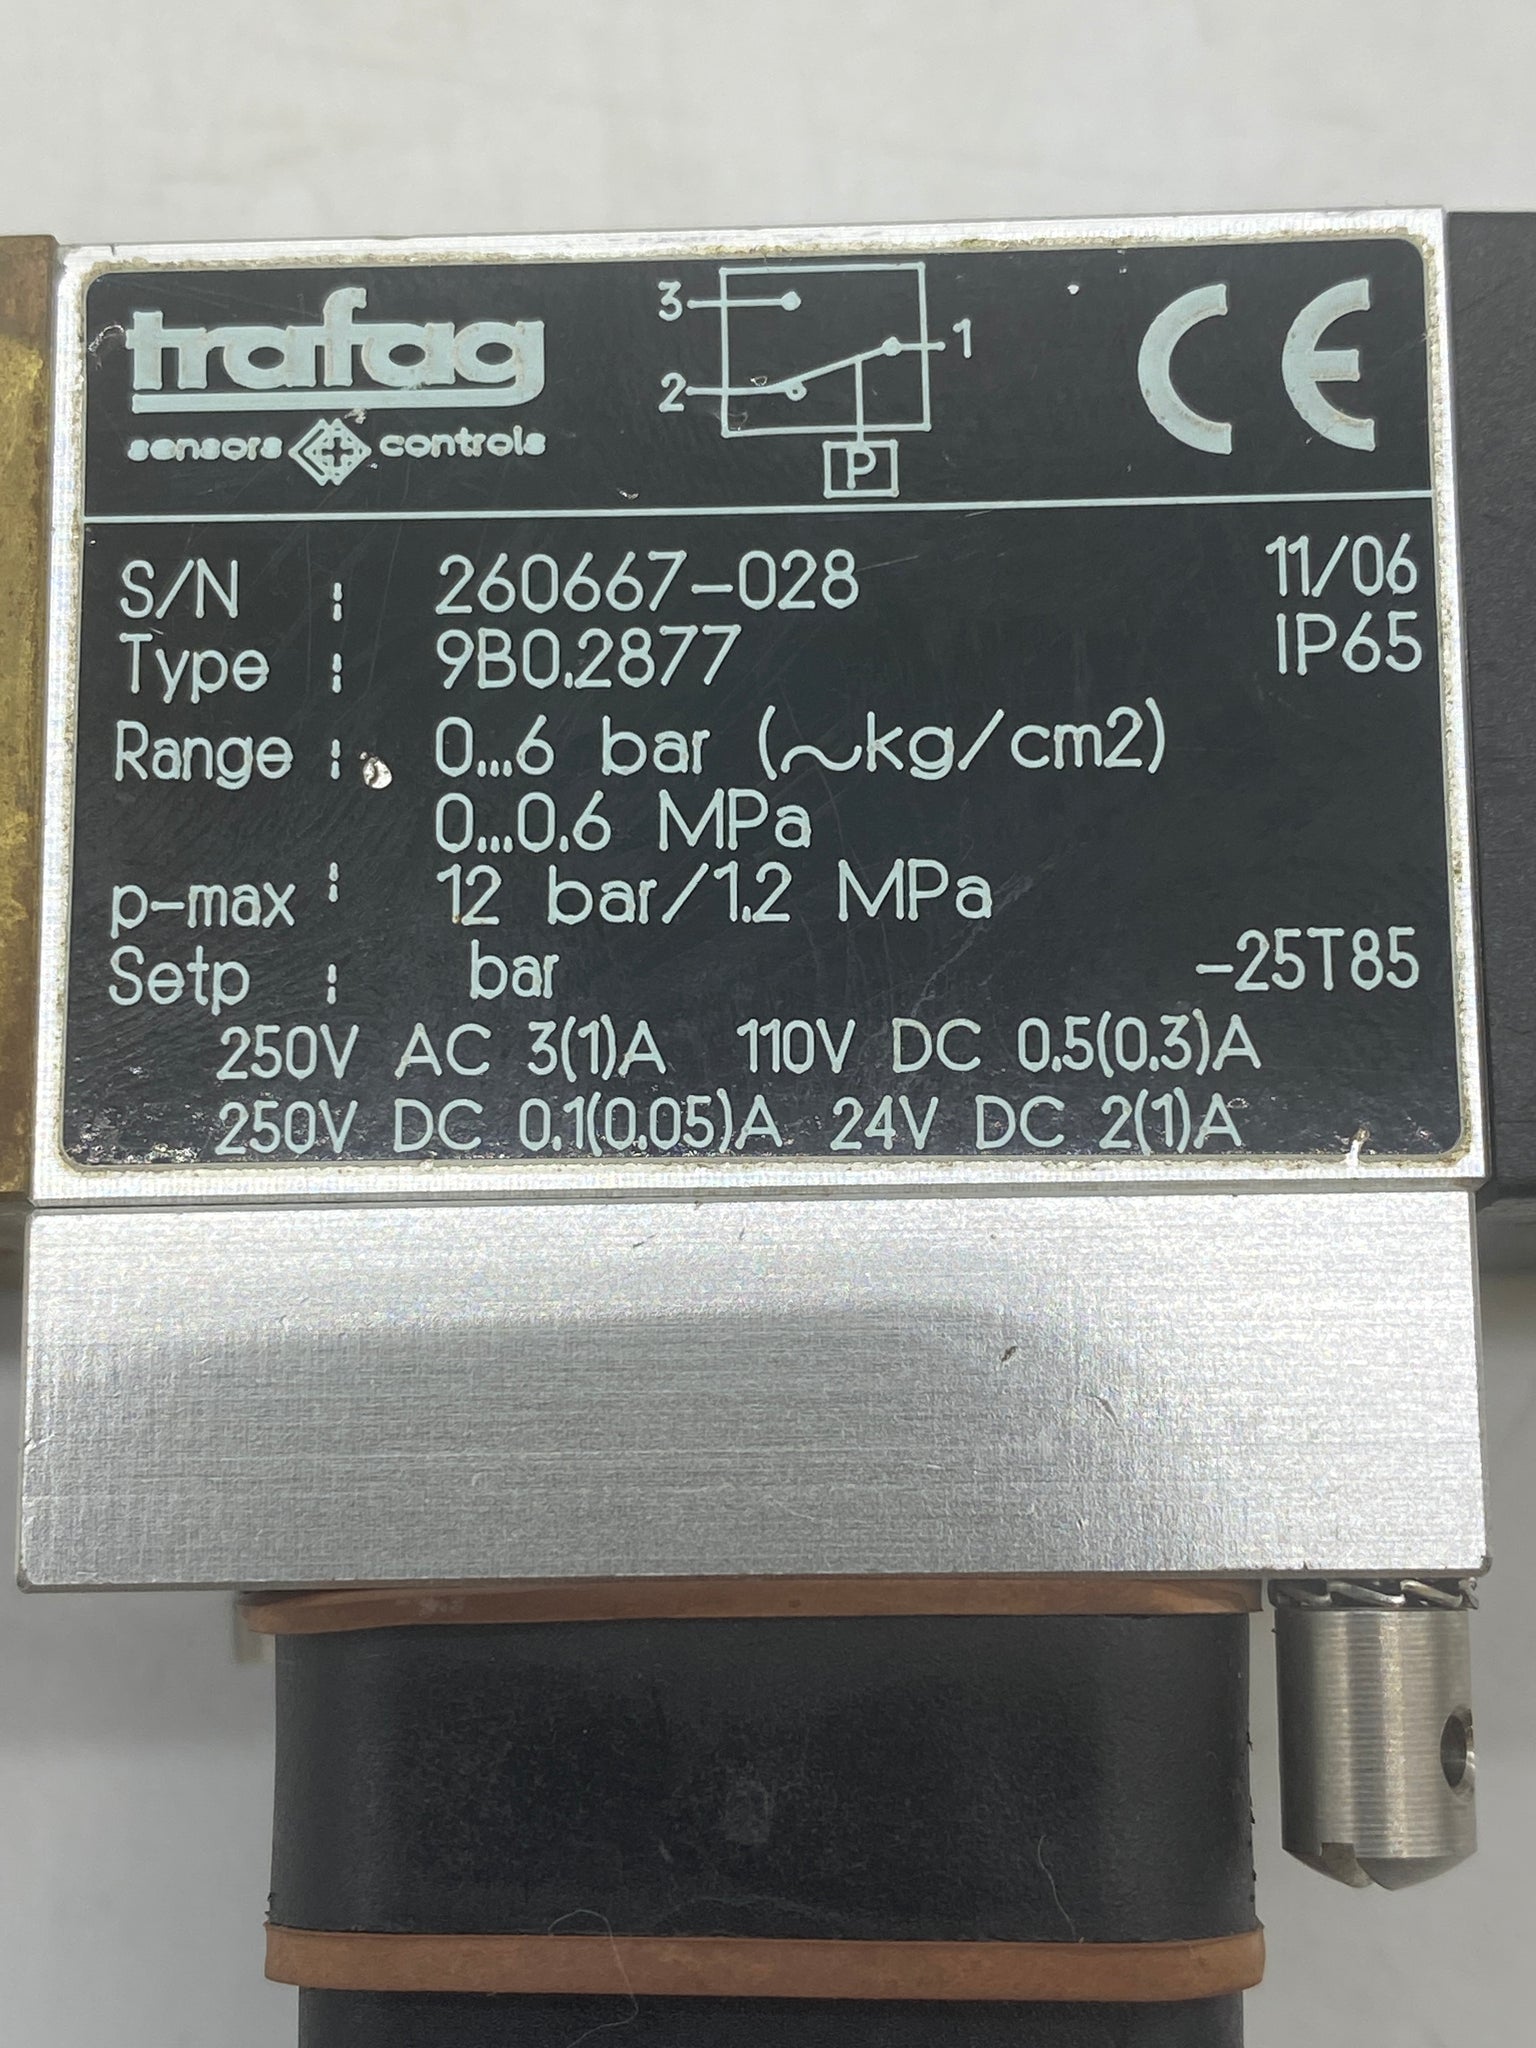 trafag
sensors controls
3
2
1
P
CE
S/N : 260667-028 11/06
Type : 9B0.2877 IP65
Range : 0...6 bar (~kg/cm2)
0...0.6 MPa
p-max : 12 bar/1.2 MPa
Setp : bar -25T85
250V AC 3(1)A 110V DC 0.5(0.3)A
250V DC 0.1(0.05)A 24V DC 2(1)A